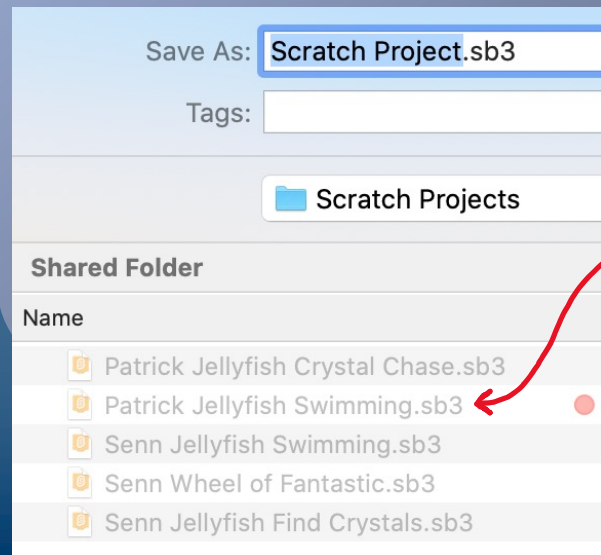 Save As: Scratch Project.sb3
Tags:
Scratch Projects
Shared Folder
Name
Patrick Jellyfish Crystal Chase.sb3
Patrick Jellyfish Swimming.sb3
Senn Jellyfish Swimming.sb3
Senn Wheel of Fantastic.sb3
Senn Jellyfish Find Crystals.sb3